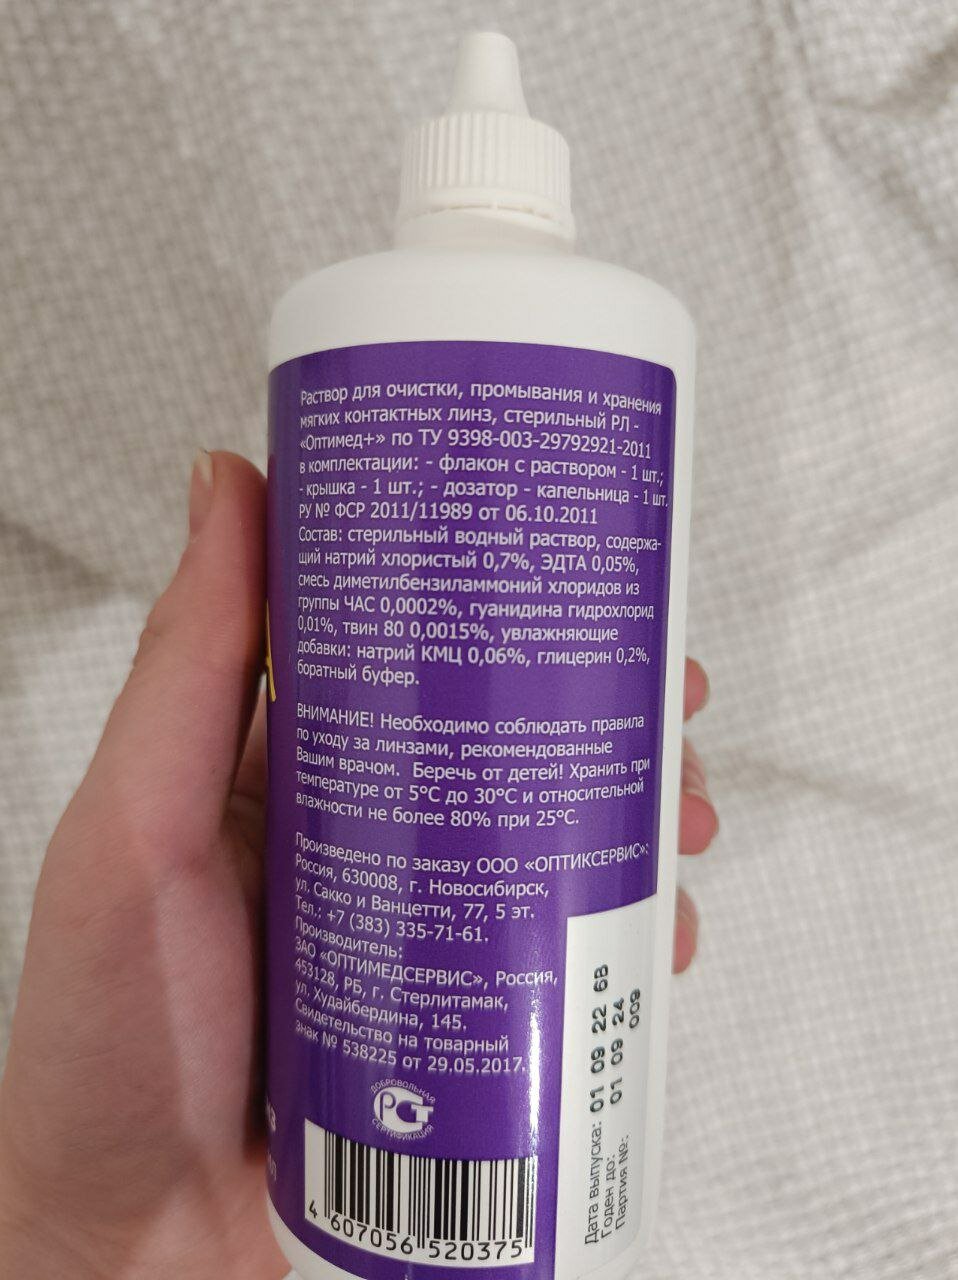 Раствор для очистки, промывания и хранения
мягких контактных линз, стерильный РЛ -
«Оптимед+» по ТУ 9398-003-29792921-2011
в комплектации: - флакон с раствором - 1 шт.;
- крышка - 1 шт.; - дозатор - капельница - 1 шт.
РУ № ФСР 2011/11989 от 06.10.2011
Состав: стерильный водный раствор, содержа-
щий натрий хлористый 0,7%, ЭДТА 0,05%,
смесь диметилбензиламмоний хлоридов из
группы ЧАС 0,0002%, гуанидина гидрохлорид
0,01%, твин 80 0,0015%, увлажняющие
добавки: натрий КМЦ 0,06%, глицерин 0,2%,
боратный буфер.
ВНИМАНИЕ! Необходимо соблюдать правила
по уходу за линзами, рекомендованные
Вашим врачом. Беречь от детей! Хранить при
температуре от 5°С до 30°С и относительной
влажности не более 80% при 25°С.
Произведено по заказу ООО «ОПТИКСЕРВИС»:
Россия, 630008, г. Новосибирск,
ул. Сакко и Ванцетти, 77, 5 эт.
Тел.: +7 (383) 335-71-61.
Производитель:
ЗАО «ОПТИМЕДСЕРВИС», Россия,
453128, РБ, г. Стерлитамак,
ул. Худайбердина, 145.
Свидетельство на товарный
знак № 538225 от 29.05.2017.
ДОБРОВОЛЬНАЯ
РСТ
СЕРТИФИКАЦИЯ
4 607056 520375
Дата выпуска: 01 09 22 6В
Годен до: 01 09 24
Партия №: 009